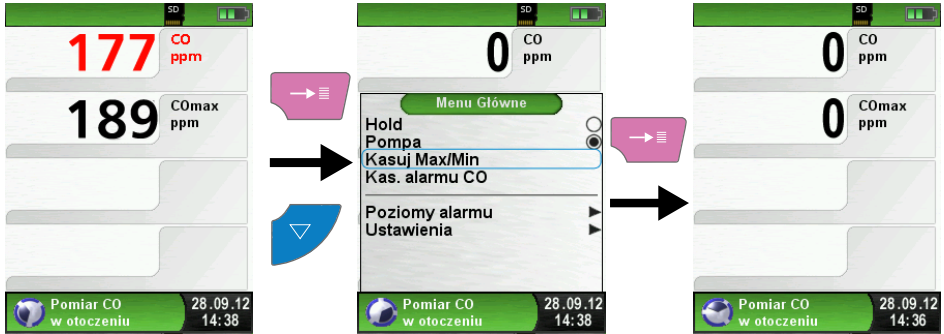 SD
177 CO
ppm
189 COmax
ppm
Pomiar CO
w otoczeniu
28.09.12
14:38
SD
0 CO
ppm
Menu Główne
Hold
Pompa
Kasuj Max/Min
Kas. alarmu CO
Poziomy alarmu
Ustawienia
Pomiar CO
w otoczeniu
28.09.12
14:38
SD
0 CO
ppm
0 COmax
ppm
Pomiar CO
w otoczeniu
28.09.12
14:36